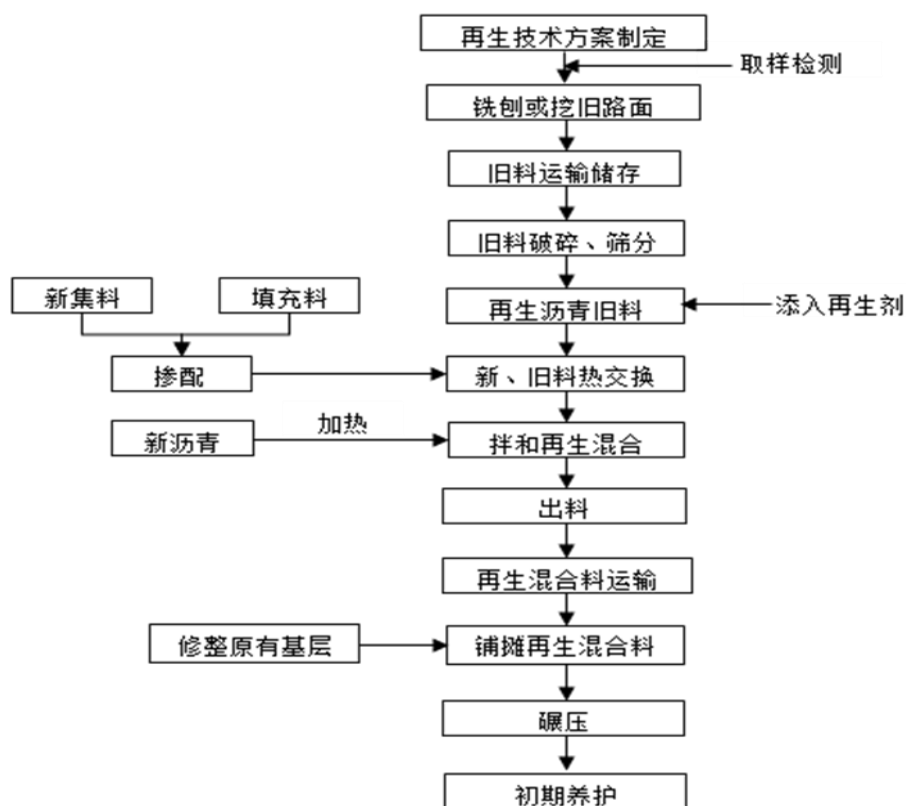 再生技术方案制定
取样检测
铣刨或挖旧路面
旧料运输储存
旧料破碎、筛分
新集料
填充料
再生沥青旧料
添入再生剂
掺配
新、旧料热交换
新沥青
加热
拌和再生混合
出料
再生混合料运输
修整原有基层
铺摊再生混合料
碾压
初期养护